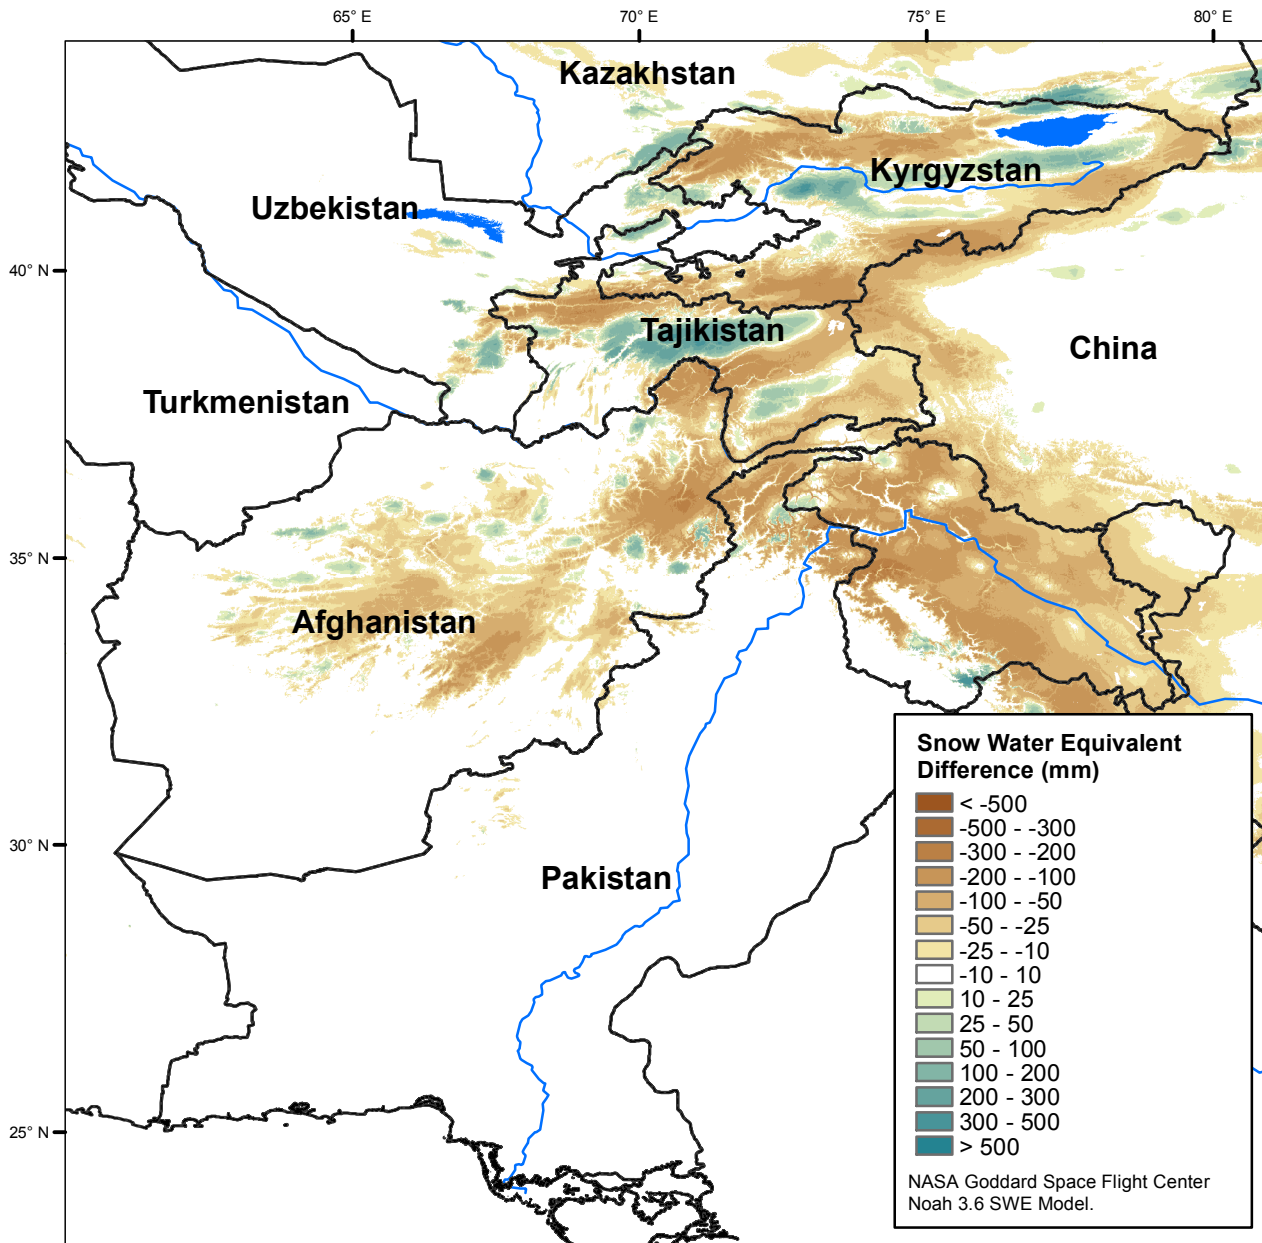 65° E
70° E
75° E
80° E
Kazakhstan
Kyrgyzstan
Uzbekistan
40° N
Tajikistan
China
Turkmenistan
35° N
Afghanistan
30° N
Pakistan
25° N
Snow Water Equivalent
Difference (mm)
< -500
-500 - -300
-300 - -200
-200 - -100
-100 - -50
-50 - -25
-25 - -10
-10 - 10
10 - 25
25 - 50
50 - 100
100 - 200
200 - 300
300 - 500
> 500
NASA Goddard Space Flight Center
Noah 3.6 SWE Model.